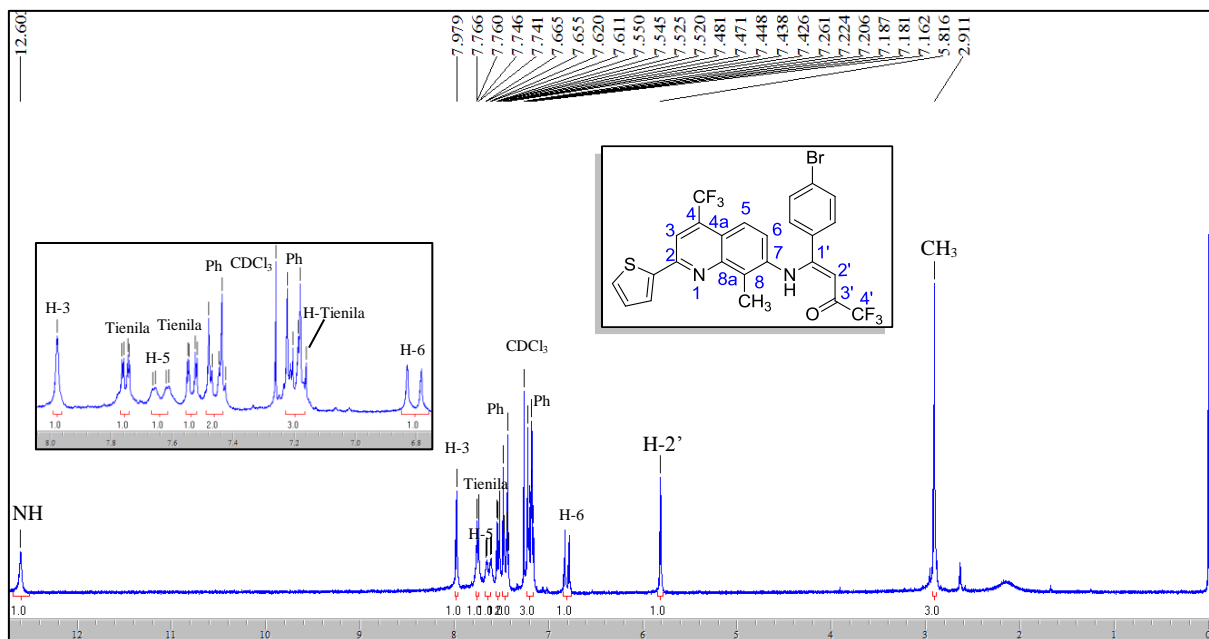 12.603
7.979
7.766
7.760
7.746
7.741
7.665
7.655
7.620
7.611
7.550
7.545
7.525
7.520
7.481
7.471
7.448
7.438
7.426
7.261
7.224
7.206
7.187
7.181
7.162
5.816
2.911
Br
CF3
4 4a 5
3 6
2 7 1'
S N 8a 8 N 2'
1 H 3' 4'
CH3 O CF3
CH3
Ph
CDCl3 Ph
H-3 Tienila Tienila H-Tienila
H-5 H-6
1.0 1.0 1.0 1.0 2.0 3.0 1.0
8.0 7.8 7.6 7.4 7.2 7.0 6.8
CDCl3
Ph
H-3 H-2’
Tienila
NH H-5 H-6
1.0 1.0 3.0 1.0 1.0 3.0
12 11 10 9 8 7 6 5 4 3 2 1 0